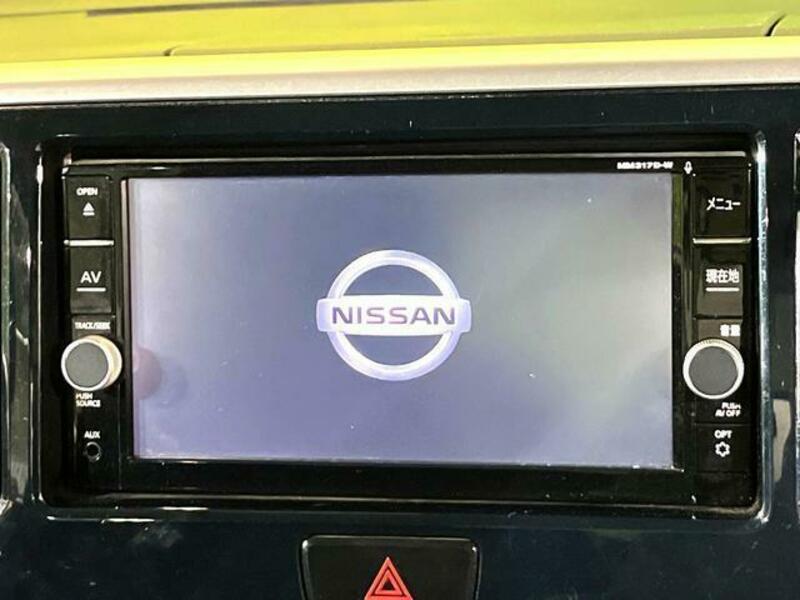 MM317D-W
OPEN
AV
TRACK/SEEK
PUSH
SOURCE
AUX
NISSAN
メニュー
現在地
音量
PUSH
AV OFF
OPT